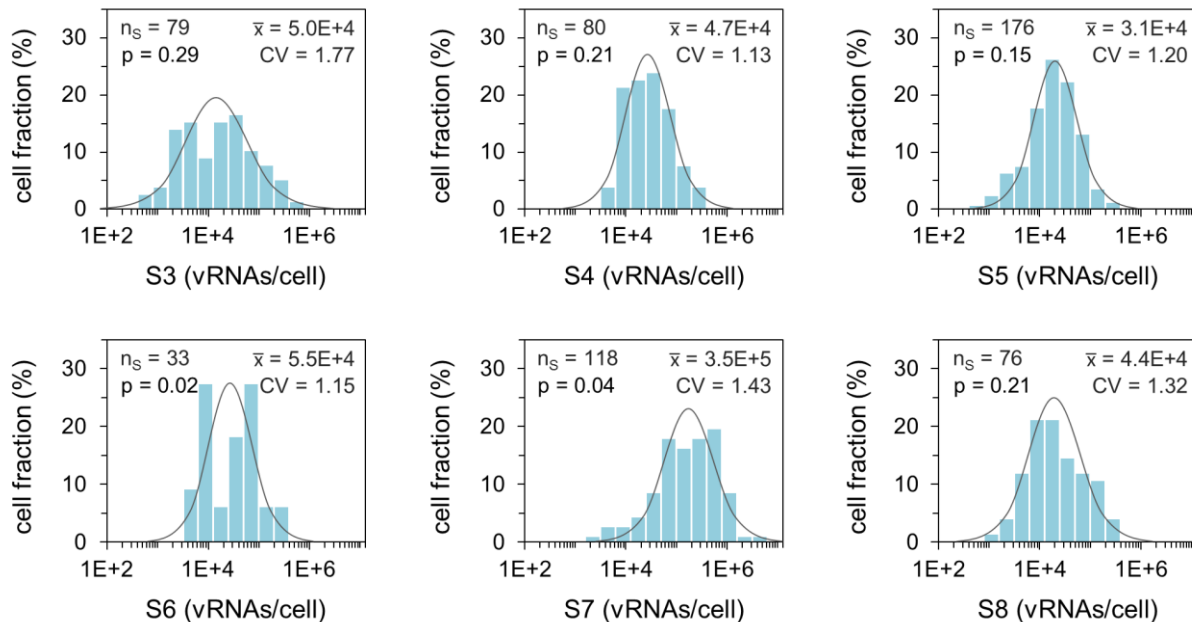 30
20
10
0
cell fraction (%)
nS = 79
p = 0.29
x̅ = 5.0E+4
CV = 1.77
1E+2 1E+4 1E+6
S3 (vRNAs/cell)
30
20
10
0
cell fraction (%)
nS = 80
p = 0.21
x̅ = 4.7E+4
CV = 1.13
1E+2 1E+4 1E+6
S4 (vRNAs/cell)
30
20
10
0
cell fraction (%)
nS = 176
p = 0.15
x̅ = 3.1E+4
CV = 1.20
1E+2 1E+4 1E+6
S5 (vRNAs/cell)
30
20
10
0
cell fraction (%)
nS = 33
p = 0.02
x̅ = 5.5E+4
CV = 1.15
1E+2 1E+4 1E+6
S6 (vRNAs/cell)
30
20
10
0
cell fraction (%)
nS = 118
p = 0.04
x̅ = 3.5E+5
CV = 1.43
1E+2 1E+4 1E+6
S7 (vRNAs/cell)
30
20
10
0
cell fraction (%)
nS = 76
p = 0.21
x̅ = 4.4E+4
CV = 1.32
1E+2 1E+4 1E+6
S8 (vRNAs/cell)